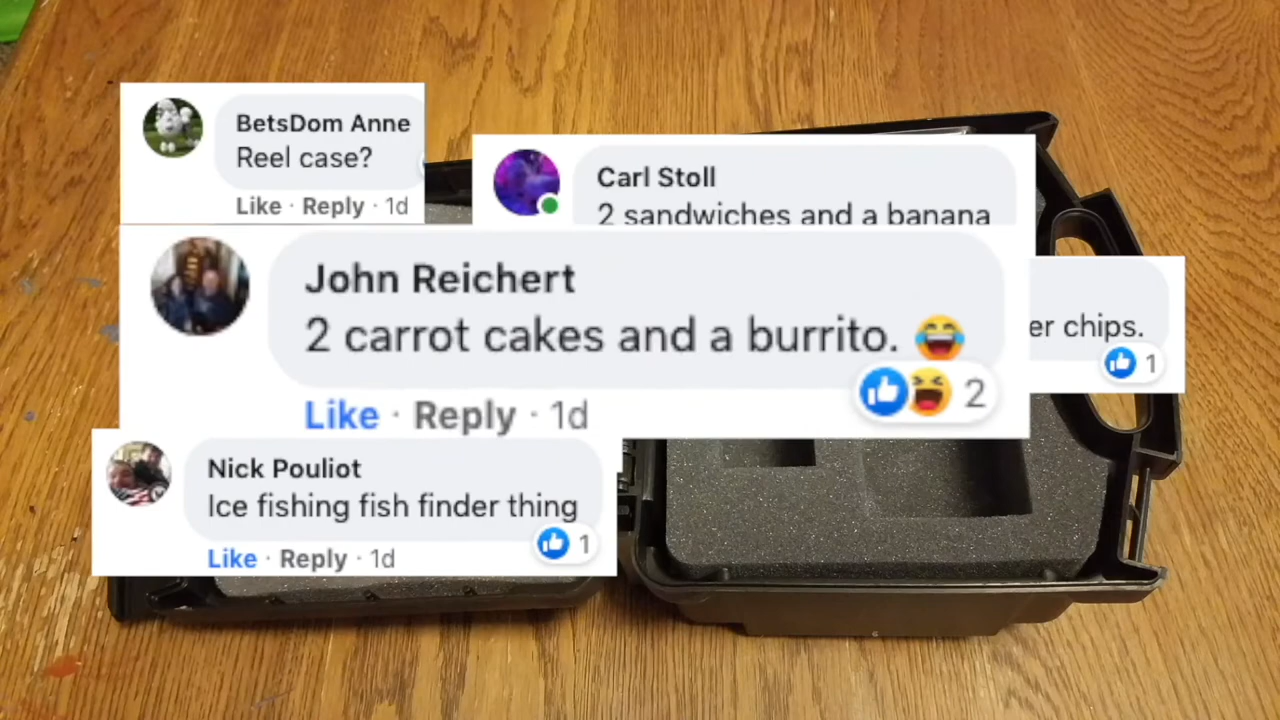 BetsDom Anne
Reel case?
Like · Reply · 1d
Carl Stoll
2 sandwiches and a banana
John Reichert
2 carrot cakes and a burrito. 😂
Like · Reply · 1d
2
er chips.
1
Nick Pouliot
Ice fishing fish finder thing
1
Like · Reply · 1d